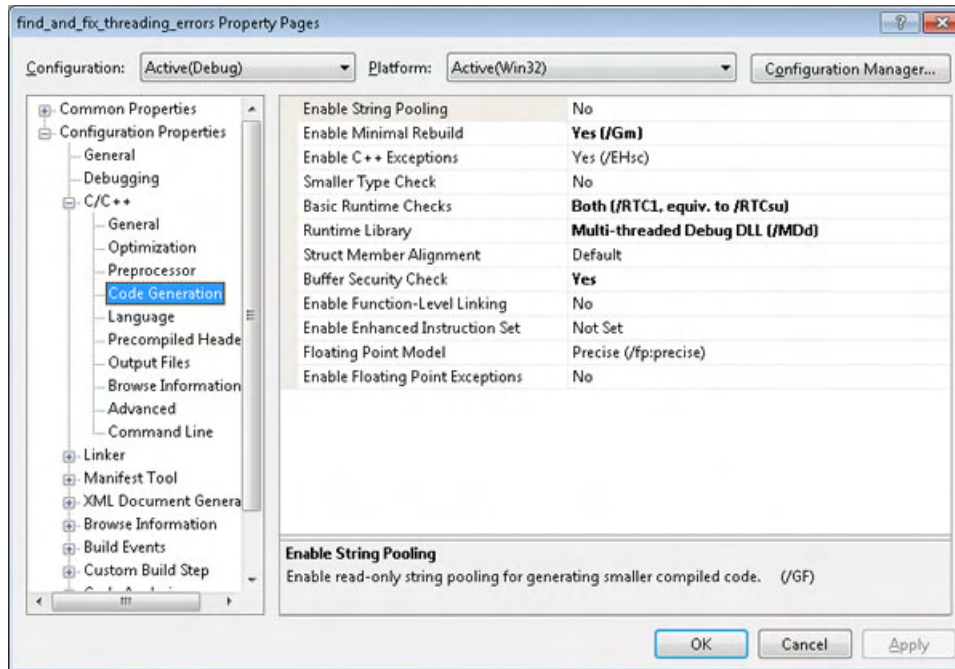 find_and_fix_threading_errors Property Pages
Configuration: Active(Debug) Platform: Active(Win32) Configuration Manager...
Common Properties
Configuration Properties
General
Debugging
C/C++
General
Optimization
Preprocessor
Code Generation
Language
Precompiled Heade
Output Files
Browse Information
Advanced
Command Line
Linker
Manifest Tool
XML Document Genera
Browse Information
Build Events
Custom Build Step
Enable String Pooling No
Enable Minimal Rebuild Yes (/Gm)
Enable C++ Exceptions Yes (/EHsc)
Smaller Type Check No
Basic Runtime Checks Both (/RTC1, equiv. to /RTCsu)
Runtime Library Multi-threaded Debug DLL (/MDd)
Struct Member Alignment Default
Buffer Security Check Yes
Enable Function-Level Linking No
Enable Enhanced Instruction Set Not Set
Floating Point Model Precise (/fp:precise)
Enable Floating Point Exceptions No
Enable String Pooling
Enable read-only string pooling for generating smaller compiled code. (/GF)
OK Cancel Apply